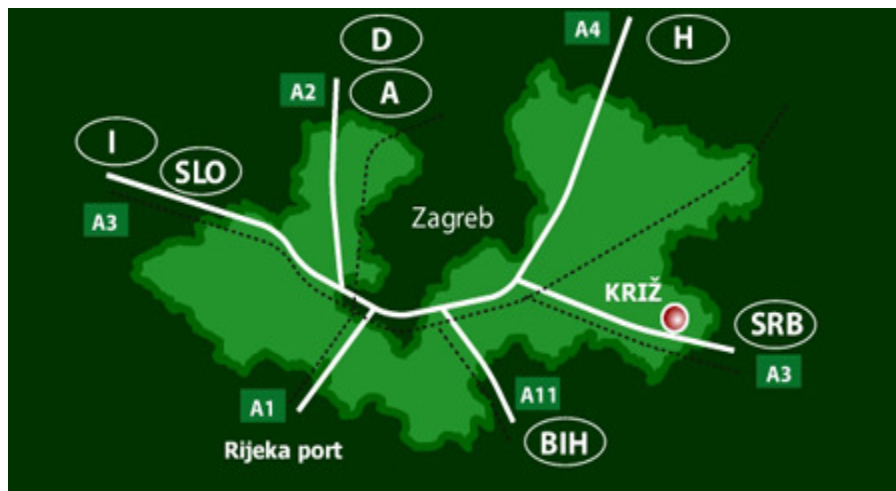 D
A4
H
A2
A
I
SLO
A3
Zagreb
KRIŽ
SRB
A3
A1
A11
Rijeka port
BIH